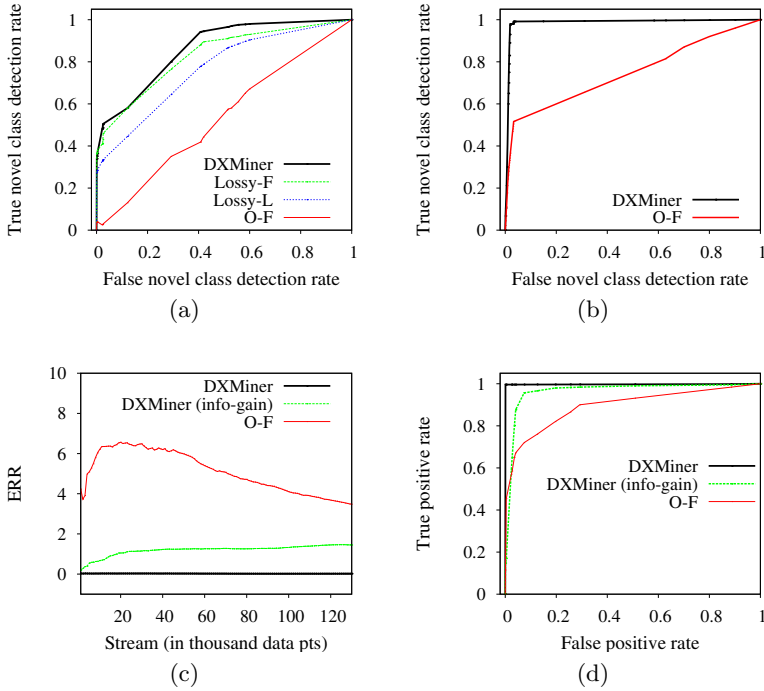 True novel class detection rate
1
0.8
0.6
0.4
0.2
0
DXMiner
Lossy-F
Lossy-L
O-F
0 0.2 0.4 0.6 0.8 1
False novel class detection rate
(a)
True novel class detection rate
1
0.8
0.6
0.4
0.2
0
DXMiner
O-F
0 0.2 0.4 0.6 0.8 1
False novel class detection rate
(b)
ERR
10
8
6
4
2
0
DXMiner
DXMiner (info-gain)
O-F
20 40 60 80 100 120
Stream (in thousand data pts)
(c)
True positive rate
1
0.8
0.6
0.4
0.2
0
DXMiner
DXMiner (info-gain)
O-F
0 0.2 0.4 0.6 0.8 1
False positive rate
(d)